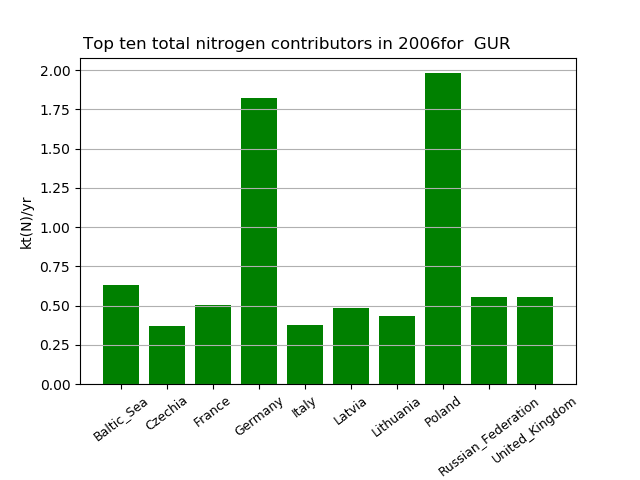 Top ten total nitrogen contributors in 2006for  GUR
2.00
1.75
1.50
1.25
1.00
0.75
0.50
0.25
0.00
kt(N)/yr
Baltic_Sea
Czechia
France
Germany
Italy
Latvia
Lithuania
Poland
Russian_Federation
United_Kingdom